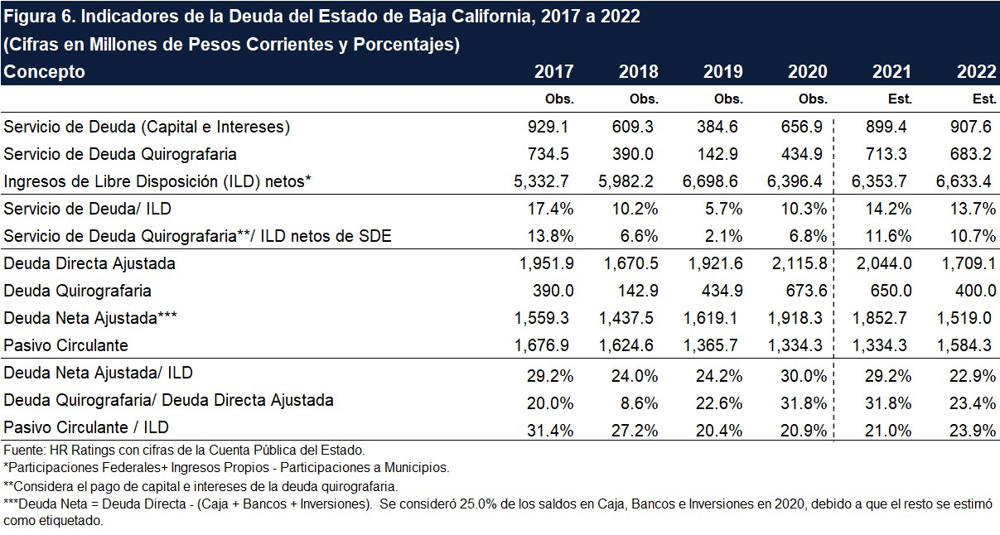 Figura 6. Indicadores de la Deuda del Estado de Baja California, 2017 a 2022
(Cifras en Millones de Pesos Corrientes y Porcentajes)
Concepto 2017 2018 2019 2020 2021 2022
Obs. Obs. Obs. Obs. Est. Est.
Servicio de Deuda (Capital e Intereses) 929.1 609.3 384.6 656.9 899.4 907.6
Servicio de Deuda Quirografaria 734.5 390.0 142.9 434.9 713.3 683.2
Ingresos de Libre Disposición (ILD) netos* 5,332.7 5,982.2 6,698.6 6,396.4 6,353.7 6,633.4
Servicio de Deuda/ ILD 17.4% 10.2% 5.7% 10.3% 14.2% 13.7%
Servicio de Deuda Quirografaria**/ ILD netos de SDE 13.8% 6.6% 2.1% 6.8% 11.6% 10.7%
Deuda Directa Ajustada 1,951.9 1,670.5 1,921.6 2,115.8 2,044.0 1,709.1
Deuda Quirografaria 390.0 142.9 434.9 673.6 650.0 400.0
Deuda Neta Ajustada*** 1,559.3 1,437.5 1,619.1 1,918.3 1,852.7 1,519.0
Pasivo Circulante 1,676.9 1,624.6 1,365.7 1,334.3 1,334.3 1,584.3
Deuda Neta Ajustada/ ILD 29.2% 24.0% 24.2% 30.0% 29.2% 22.9%
Deuda Quirografaria/ Deuda Directa Ajustada 20.0% 8.6% 22.6% 31.8% 31.8% 23.4%
Pasivo Circulante / ILD 31.4% 27.2% 20.4% 20.9% 21.0% 23.9%
Fuente: HR Ratings con cifras de la Cuenta Pública del Estado.
*Participaciones Federales+ Ingresos Propios - Participaciones a Municipios.
**Considera el pago de capital e intereses de la deuda quirografaria.
***Deuda Neta = Deuda Directa - (Caja + Bancos + Inversiones). Se consideró 25.0% de los saldos en Caja, Bancos e Inversiones en 2020, debido a que el resto se estimó
como etiquetado.